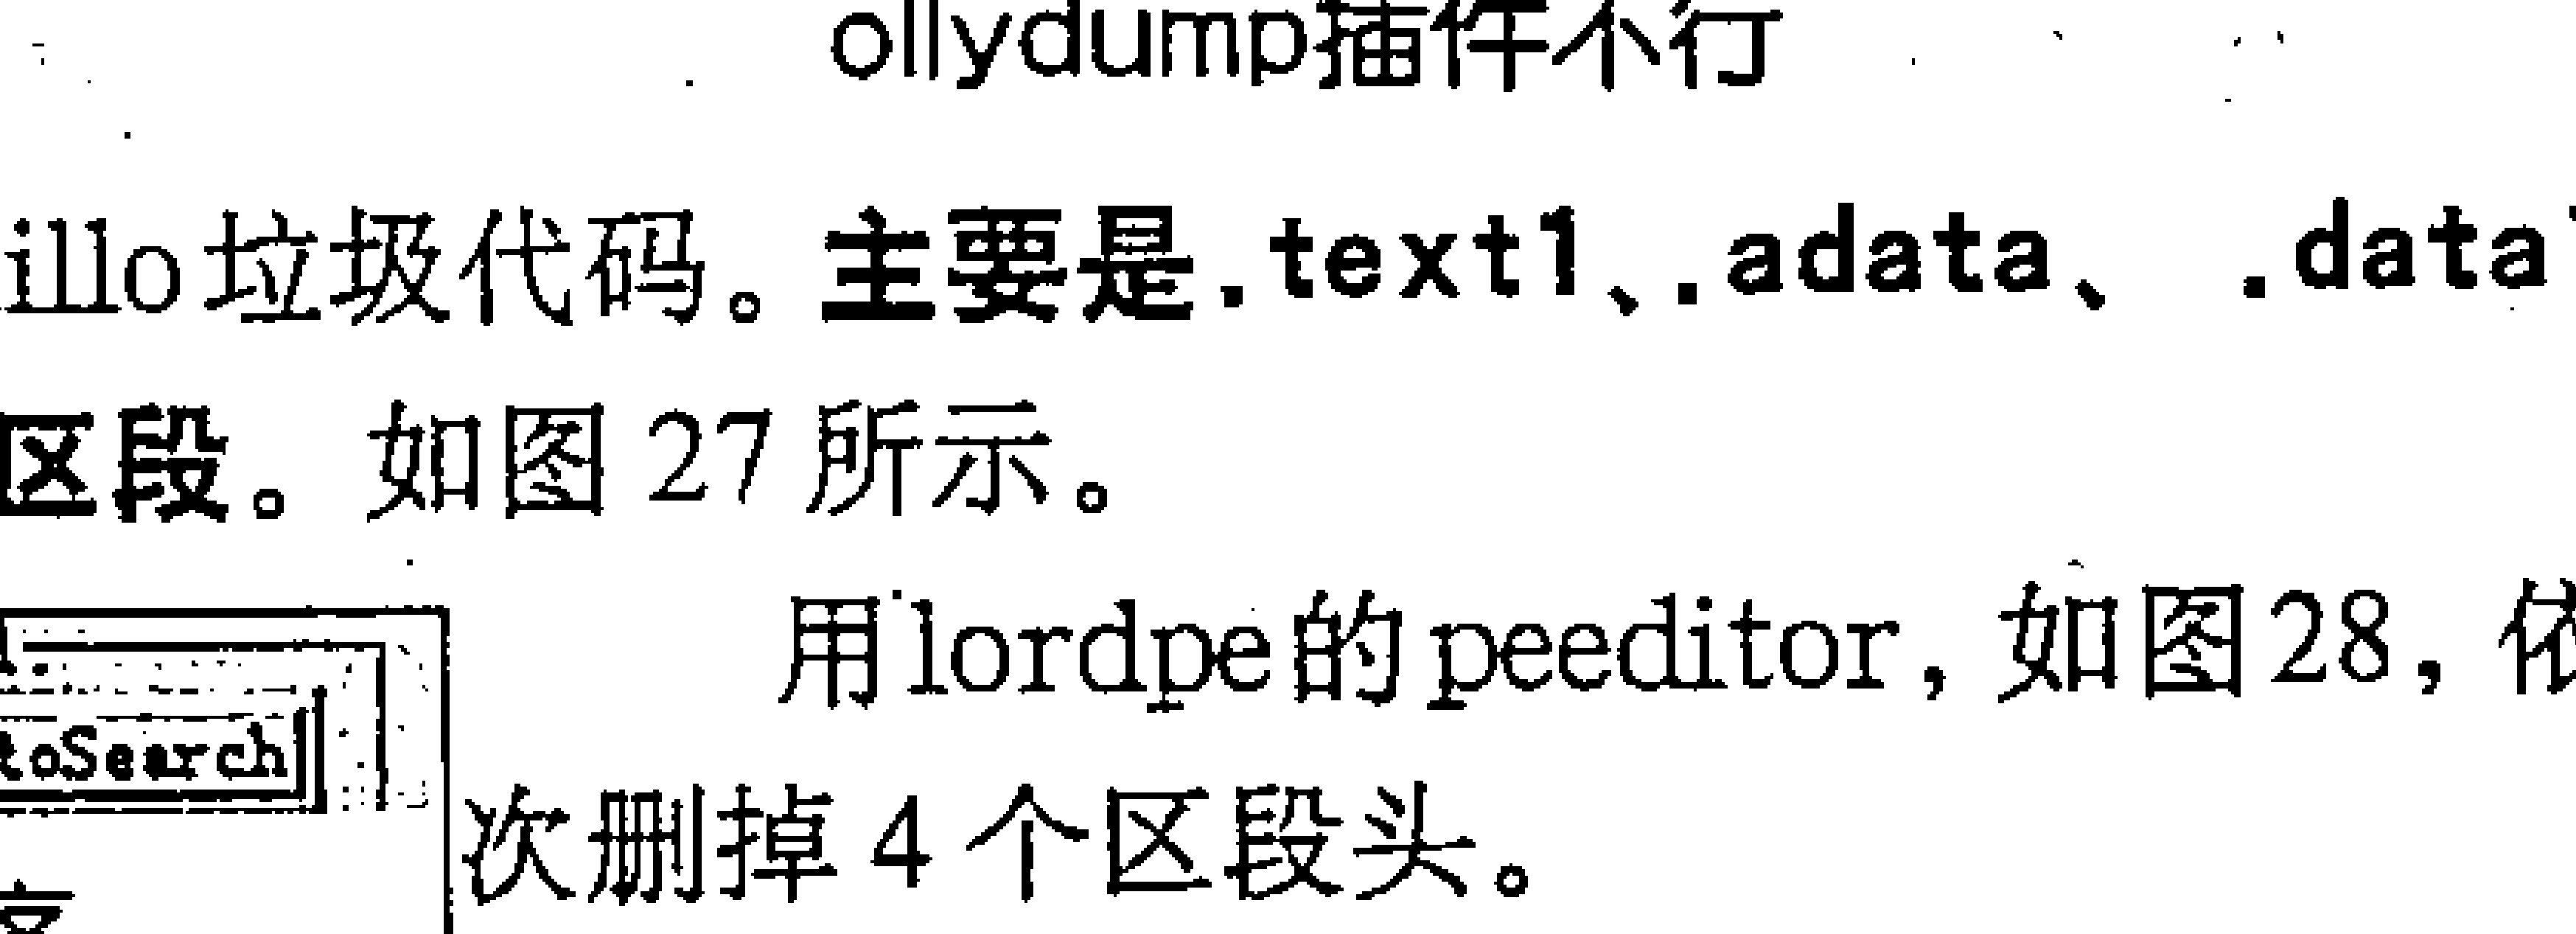 ollydump插件不行
illo垃圾代码。主要是.text1、.adata、 .data
区段。如图 27 所示。
用lordpe的peeditor, 如图28, 依
toSearch
次删掉 4 个区段头。